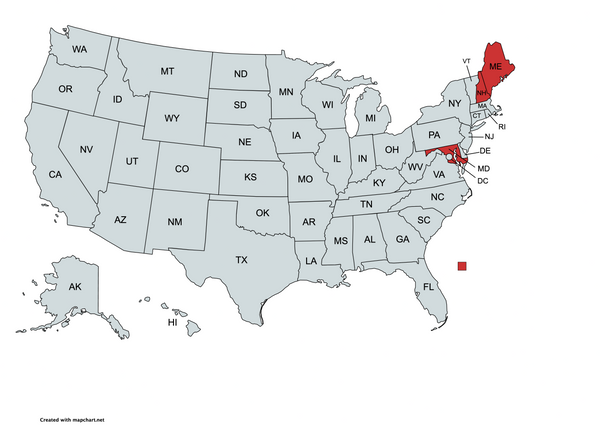 WA
MT
ND
MN
ME
VT
NH
OR
ID
SD
WI
MI
NY
MA
CT
RI
WY
NE
IA
PA
NJ
NV
UT
CO
IL
IN
OH
DE
MD
DC
CA
KS
MO
KY
WV
VA
AZ
NM
OK
AR
TN
NC
SC
TX
LA
MS
AL
GA
FL
AK
HI
Created with mapchart.net